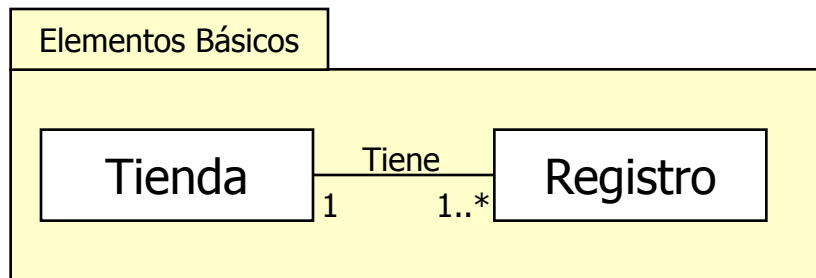 Elementos Básicos
Tienda
Tiene
Registro
1
1..*